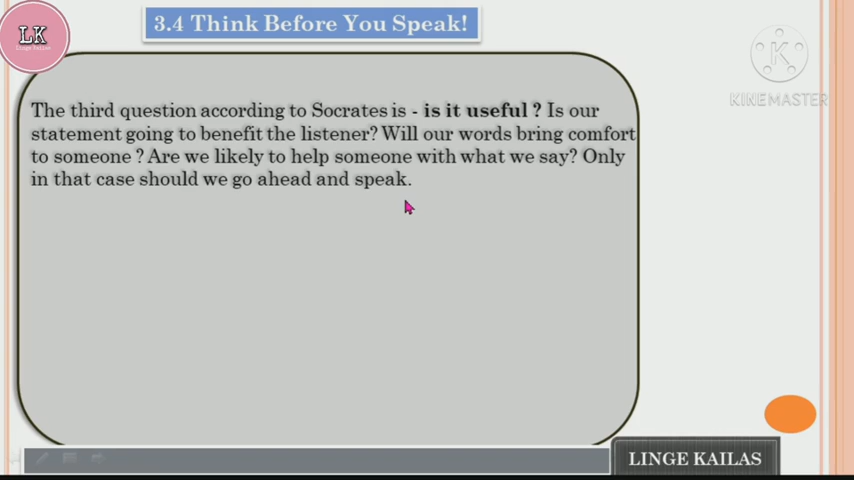 LK
Linge Kailas
3.4 Think Before You Speak!
K
KINEMASTER
The third question according to Socrates is - is it useful ? Is our
statement going to benefit the listener? Will our words bring comfort
to someone ? Are we likely to help someone with what we say? Only
in that case should we go ahead and speak.
LINGE KAILAS